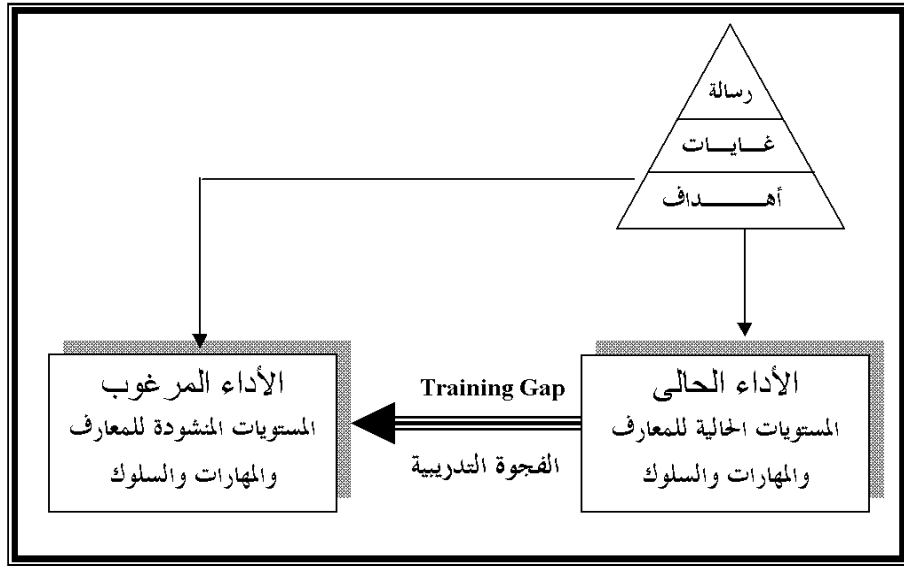 رسالة
غـــايـــات
أهـــــــداف
الأداء الحالى
المستويات الحالية للمعارف
والمهارات والسلوك
Training Gap
الفجوة التدريبية
الأداء المرغوب
المستويات المنشودة للمعارف
والمهارات والسلوك